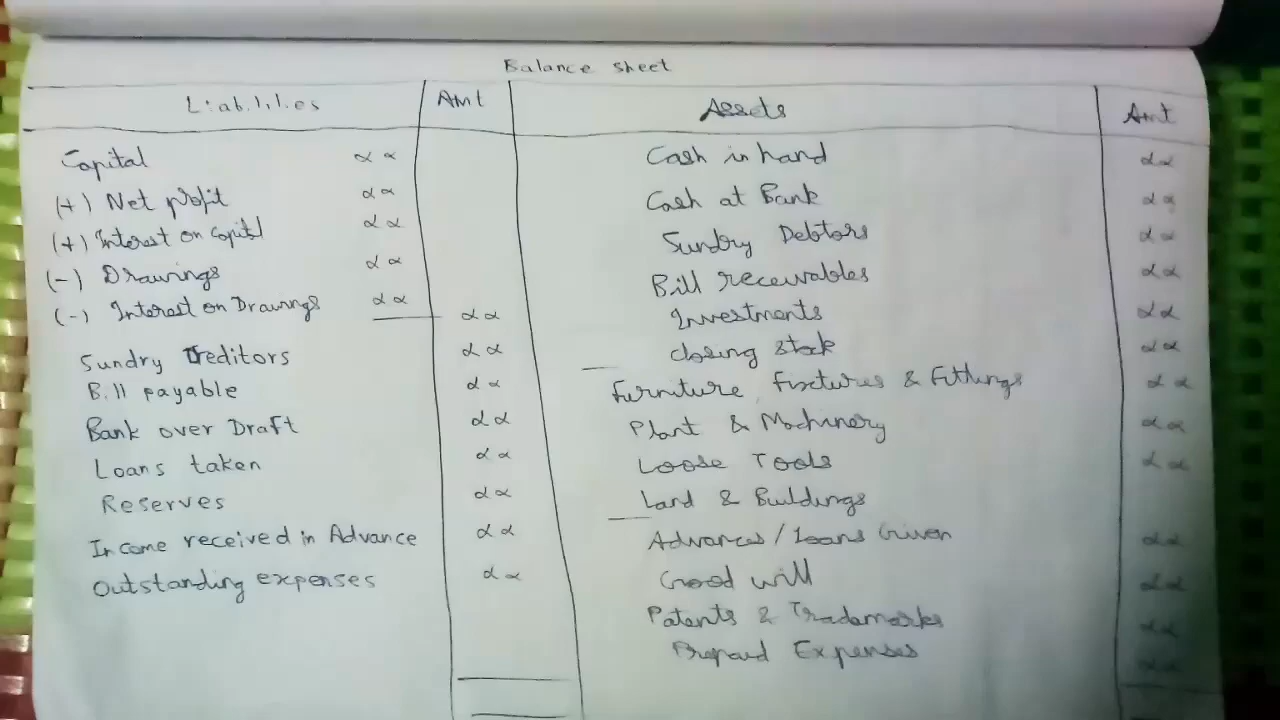 Balance sheet
Liabilities Amt Assets Amt
Capital αα Cash in hand αα
(+) Net profit αα Cash at Bank αα
(+) Interest on Capital αα Sundry Debtors αα
(-) Drawings αα Bill receivables αα
(-) Interest on Drawings αα αα Investments αα
Sundry Creditors αα closing stock αα
Bill payable αα Furniture, Fixtures & Fittings αα
Bank over Draft αα Plant & Machinery αα
Loans taken αα Loose Tools αα
Reserves αα Land & Buildings
Income received in Advance αα Advances/Loans Given αα
Outstanding expenses αα Good will αα
Patents & Trademarks αα
Prepaid Expenses αα